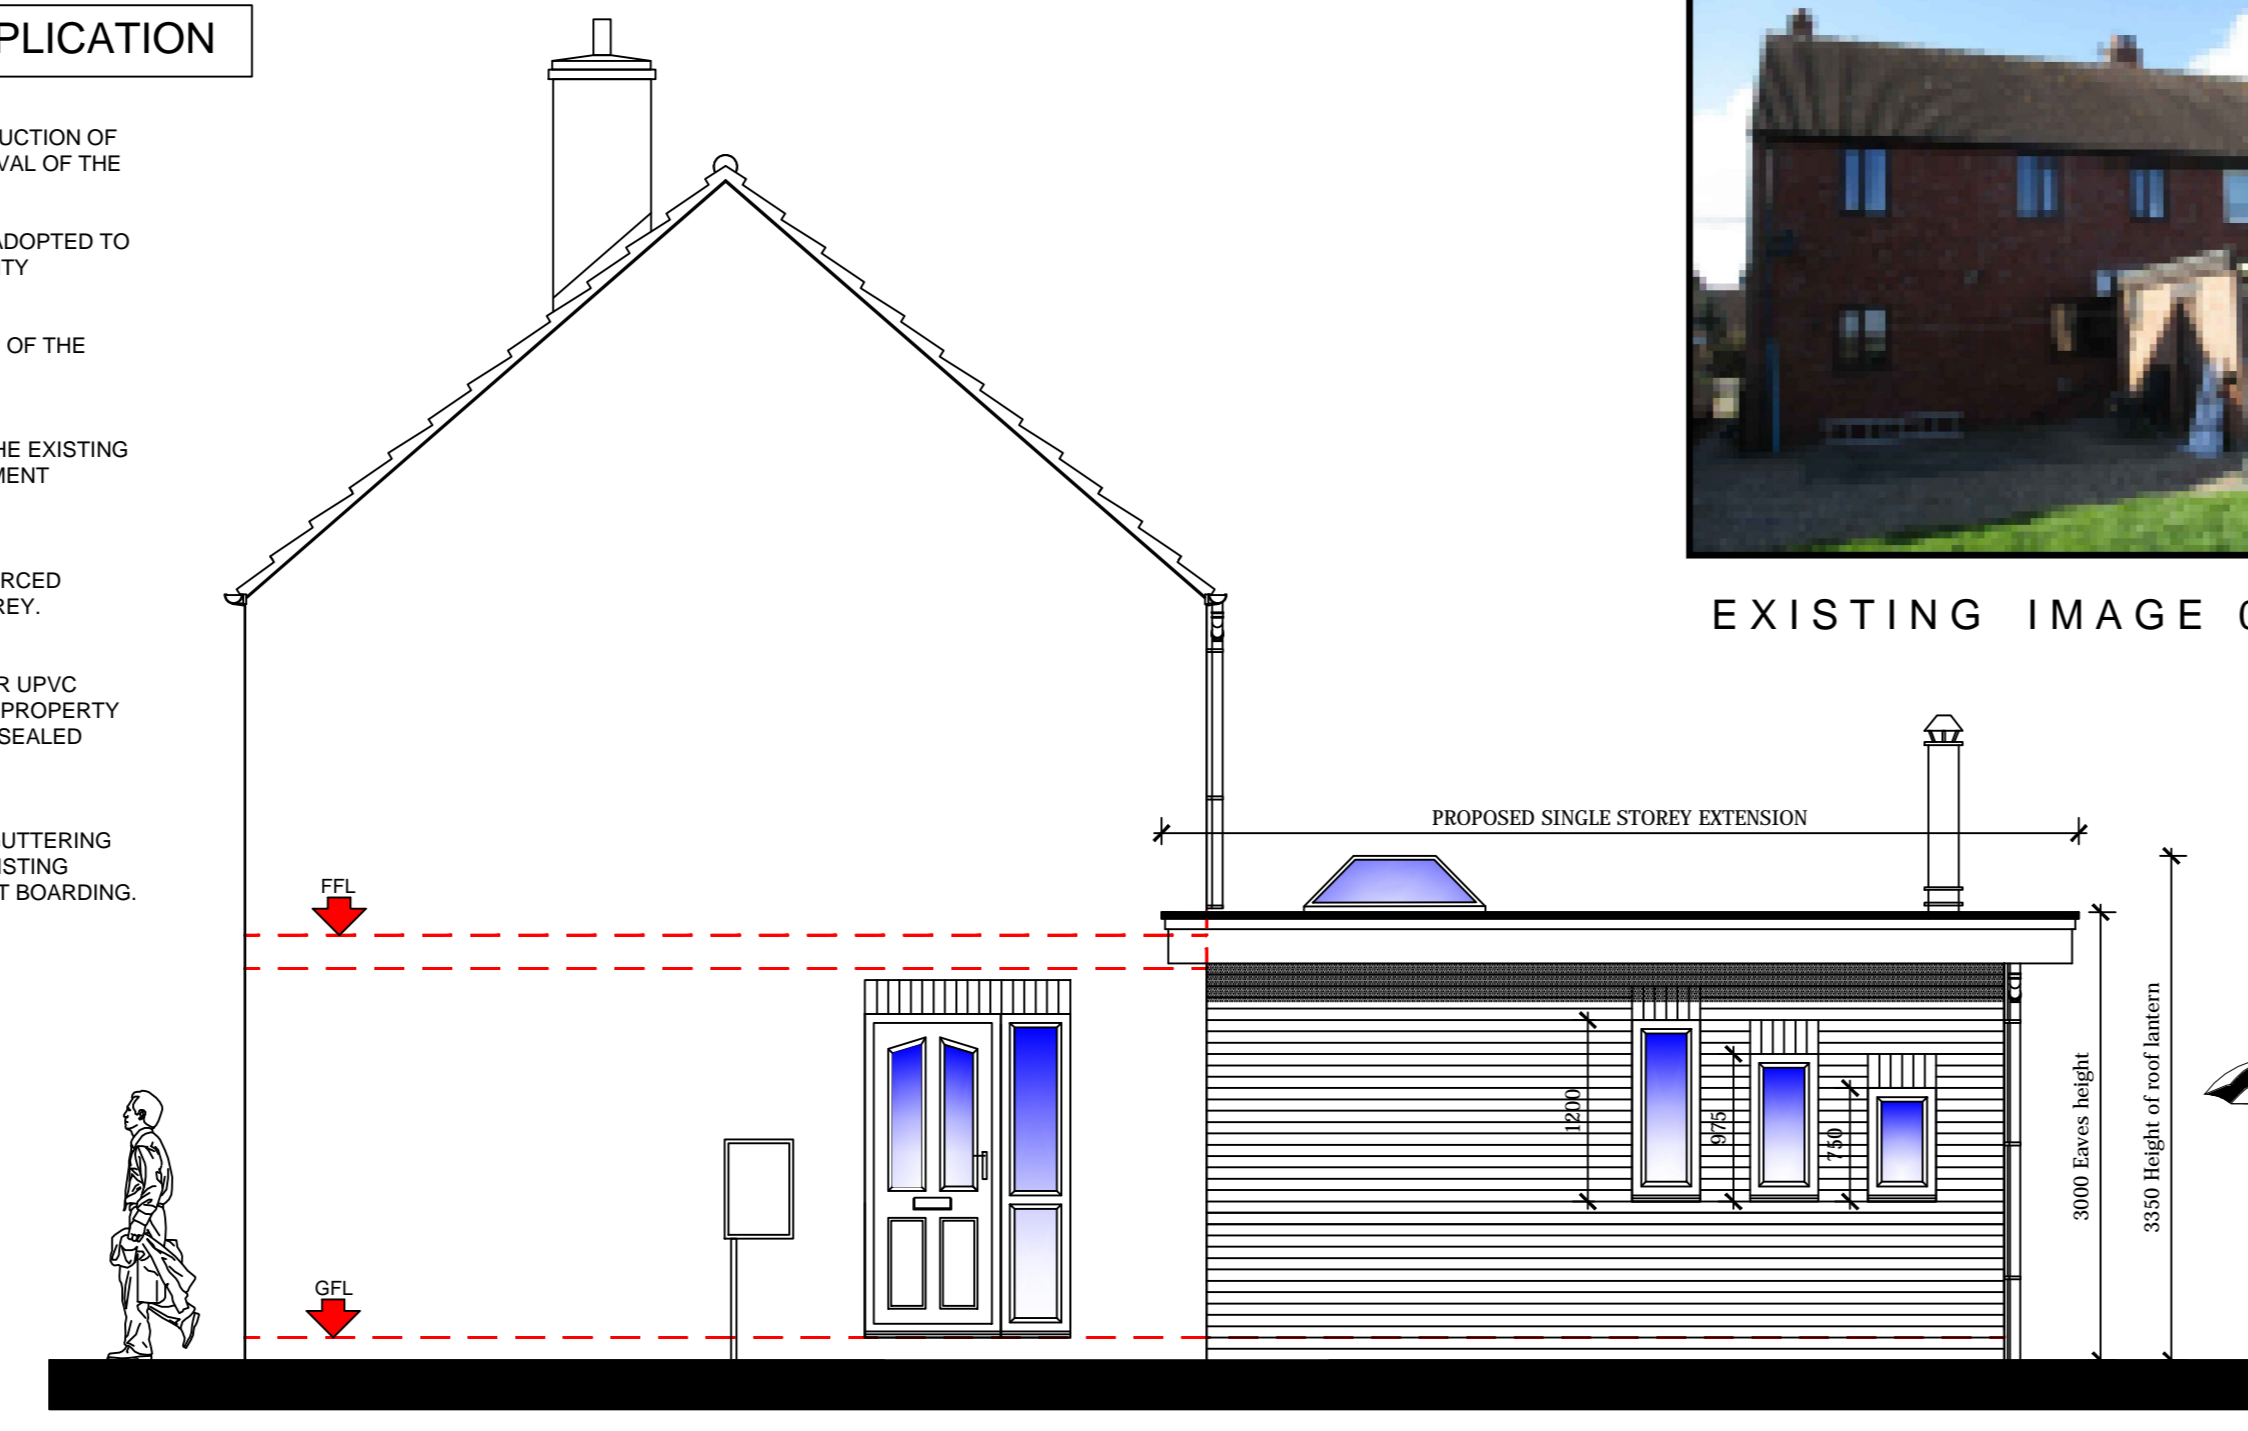 PLICATION
UCTION OF
VAL OF THE
ADOPTED TO
ITY
OF THE
HE EXISTING
MENT
RCED
REY.
R UPVC
PROPERTY
SEALED
UTTERING
ISTING
T BOARDING.
EXISTING IMAGE 0
PROPOSED SINGLE STOREY EXTENSION
FFL
GFL
1200
975
750
3000 Eaves height
3350 Height of roof lantern